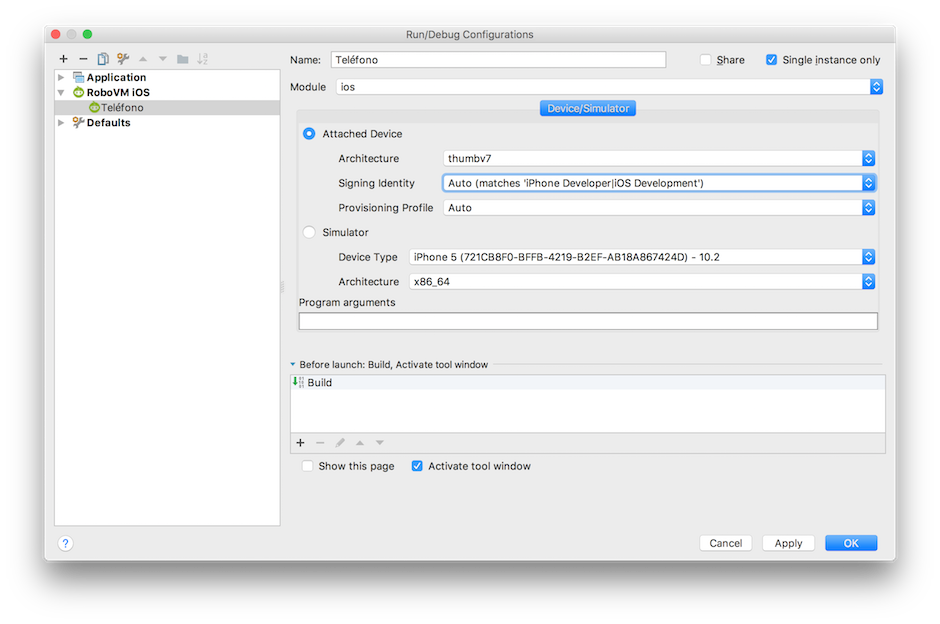 Run/Debug Configurations
Application
RoboVM iOS
Teléfono
Defaults
Name: Teléfono Share Single instance only
Module ios
Device/Simulator
Attached Device
Architecture thumbv7
Signing Identity Auto (matches 'iPhone Developer|iOS Development')
Provisioning Profile Auto
Simulator
Device Type iPhone 5 (721CB8F0-BFFB-4219-B2EF-AB18A867424D) - 10.2
Architecture x86_64
Program arguments
Before launch: Build, Activate tool window
Build
Show this page Activate tool window
? Cancel Apply OK